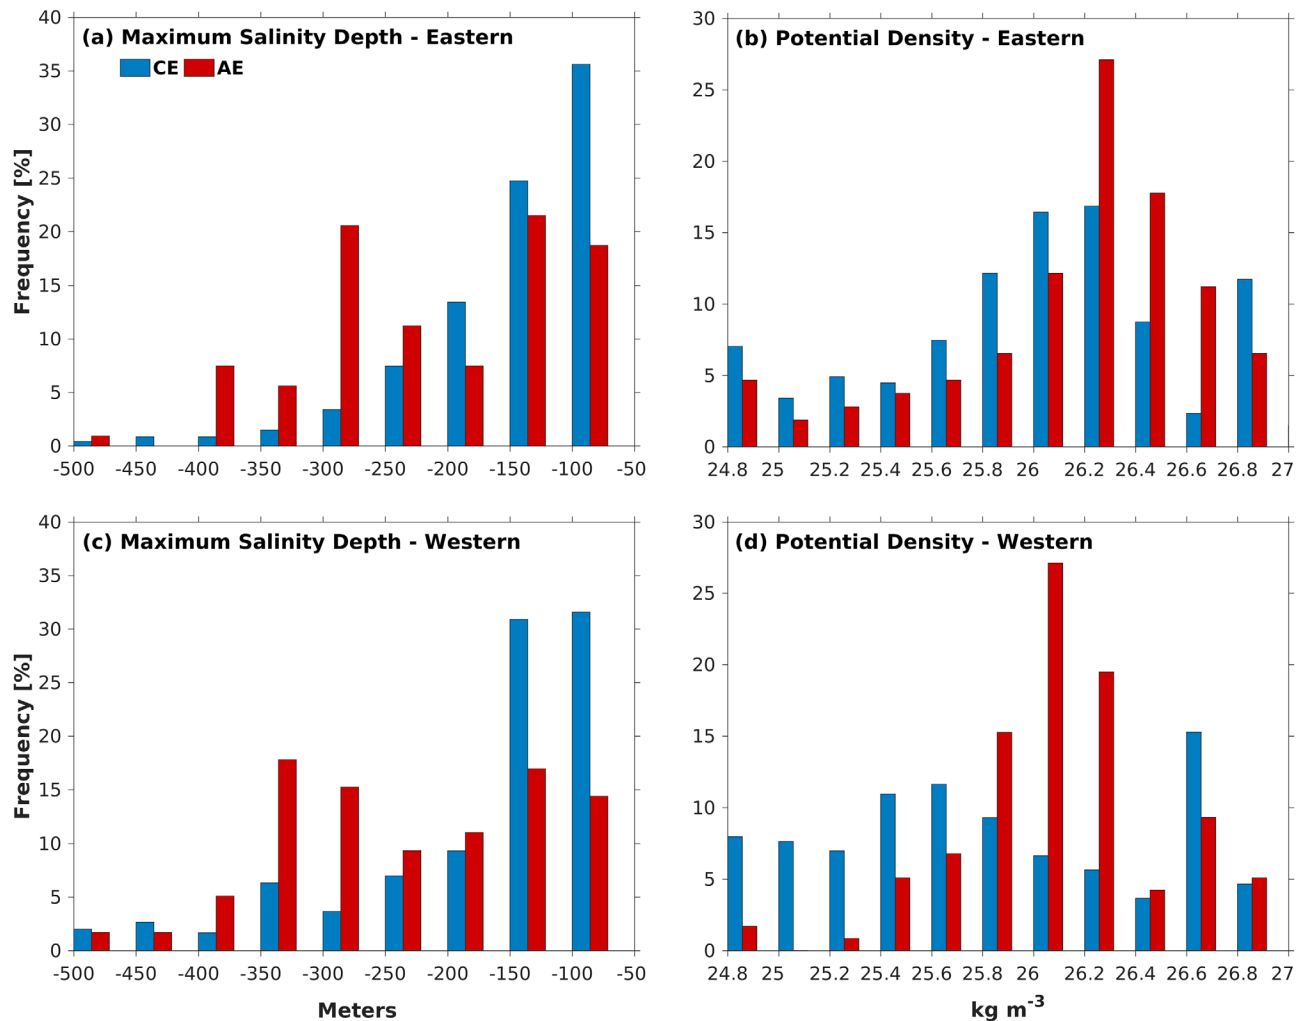 (a) Maximum Salinity Depth - Eastern
CE AE
Frequency [%]
40
35
30
25
20
15
10
5
0
-500 -450 -400 -350 -300 -250 -200 -150 -100 -50
(b) Potential Density - Eastern
30
25
20
15
10
5
0
24.8 25 25.2 25.4 25.6 25.8 26 26.2 26.4 26.6 26.8 27
(c) Maximum Salinity Depth - Western
Frequency [%]
40
35
30
25
20
15
10
5
0
-500 -450 -400 -350 -300 -250 -200 -150 -100 -50
Meters
(d) Potential Density - Western
30
25
20
15
10
5
0
24.8 25 25.2 25.4 25.6 25.8 26 26.2 26.4 26.6 26.8 27
kg m-3